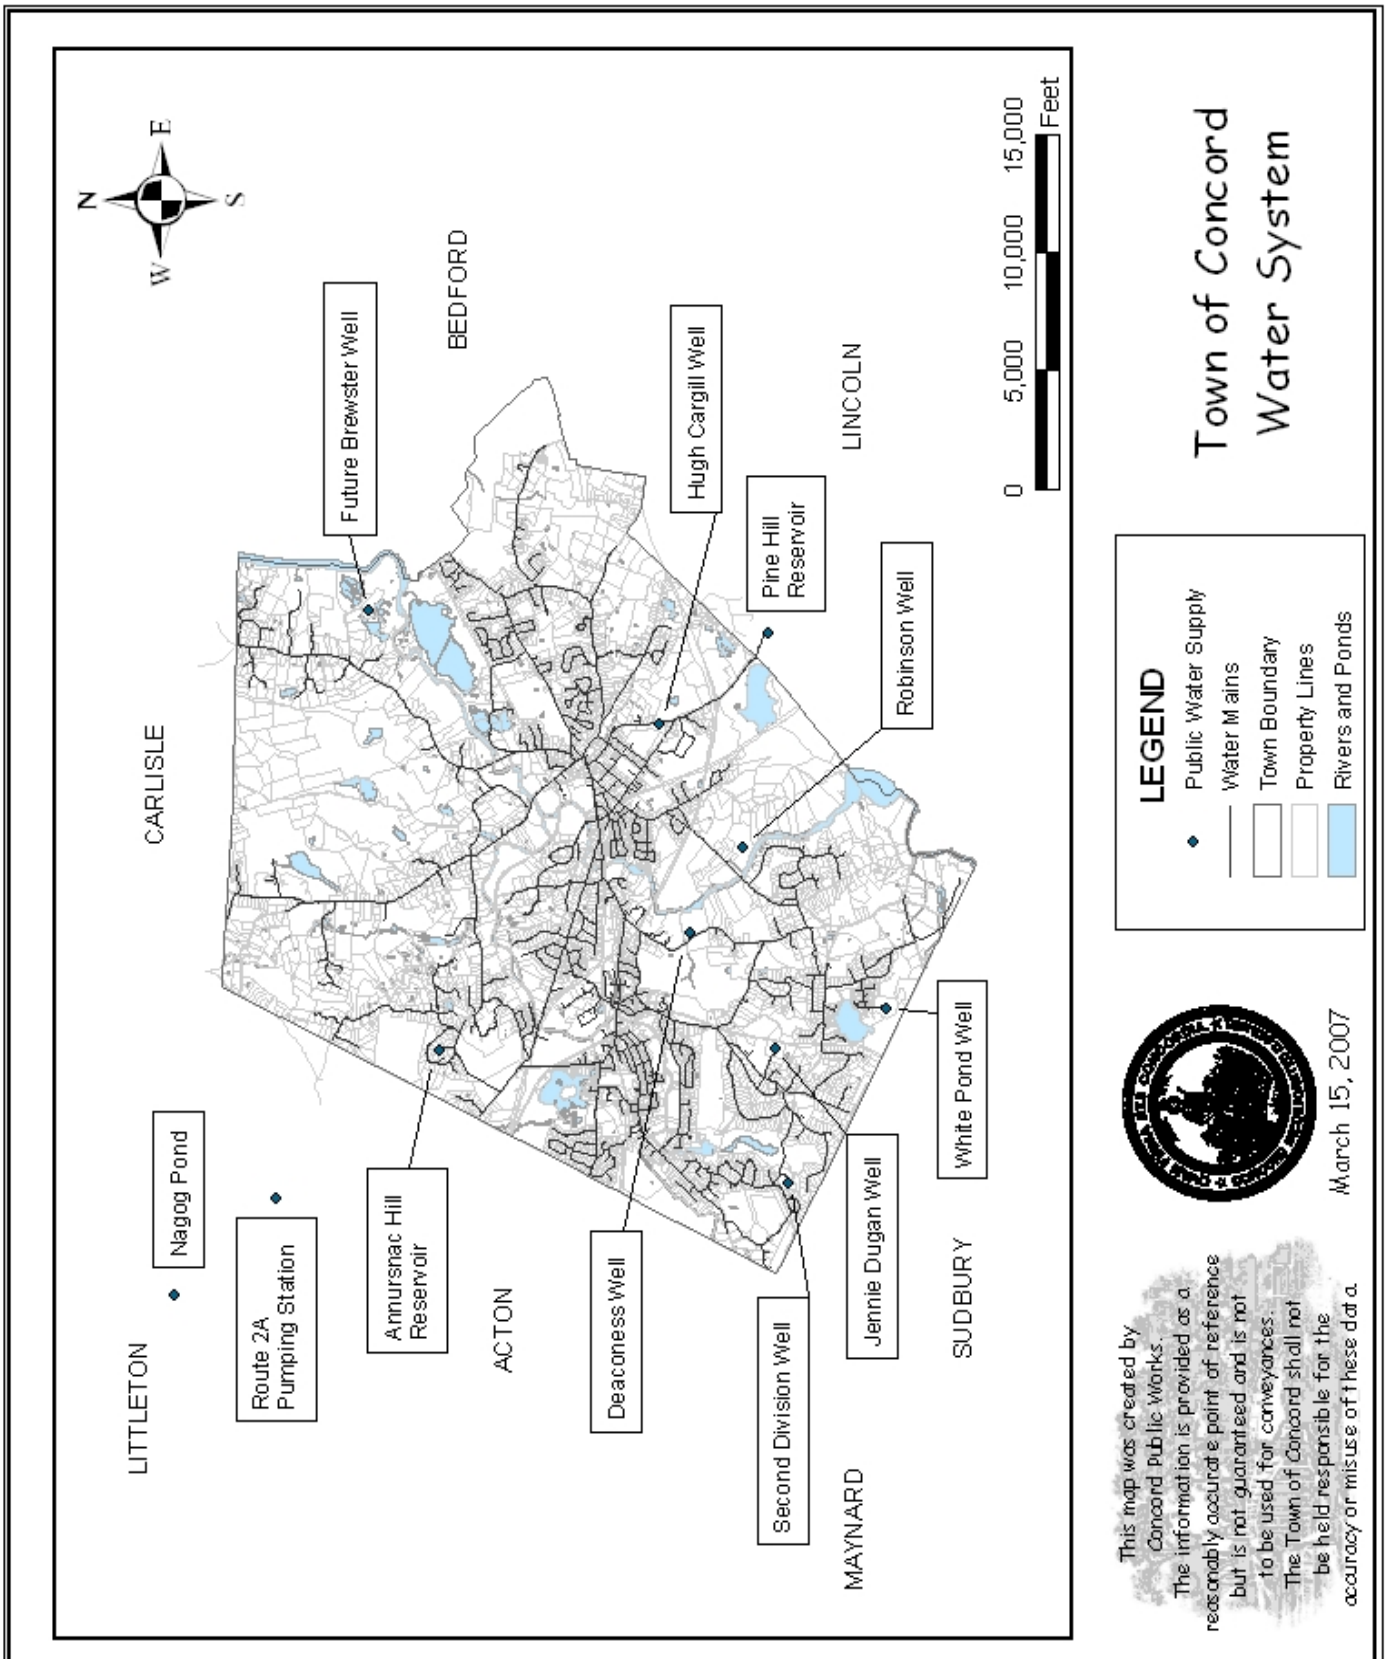 N
W
E
S
LITTLETON
CARLISLE
BEDFORD
ACTON
LINCOLN
MAYNARD
SUDBURY
Nagog Pond
Route 2A
Pumping Station
Annursnac Hill
Reservoir
Future Brewster Well
Deaconess Well
Hugh Cargill Well
Pine Hill
Reservoir
Second Division Well
Jennie Dugan Well
Robinson Well
White Pond Well
0 5,000 10,000 15,000
Feet
This map was created by
Concord Public Works.
The information is provided as a
reasonably accurate point of reference
but is not guaranteed and is not
to be used for conveyances.
The Town of Concord shall not
be held responsible for the
accuracy or misuse of these data.
March 15, 2007
LEGEND
Public Water Supply
Water Mains
Town Boundary
Property Lines
Rivers and Ponds
Town of Concord
Water System